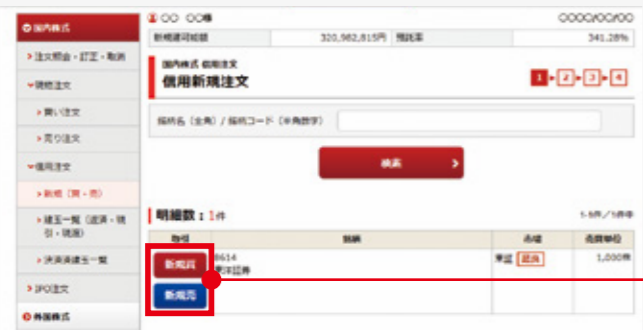 国内株式
注文照会・訂正・取消
現物注文
買い注文
売り注文
信用注文
新規（買・売）
建玉一覧（返済・現引・現渡）
決済済建玉一覧
IPO注文
外国株式
○○ ○○様
0000/00/00
新規建可能額
320,982,815円
預託率
341.28%
国内株式 信用注文
信用新規注文
1
2
3
4
銘柄名（全角）/ 銘柄コード（半角数字）
検索
明細数：1件
1-1件／1件中
取引
銘柄
市場
売買単位
新規買
8614
東洋証券
東証
貸借
1,000株
新規売